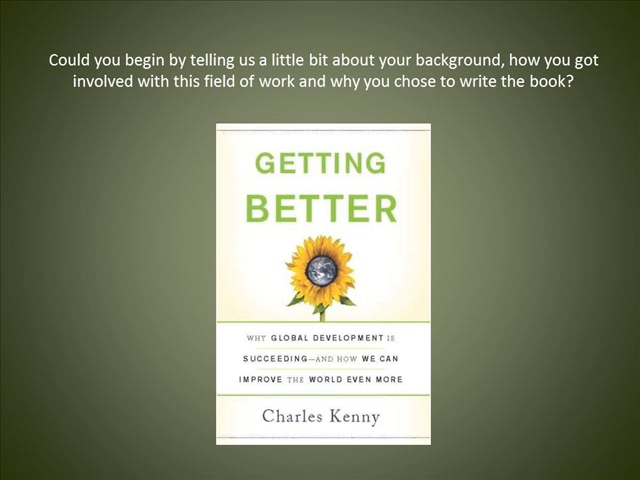 Could you begin by telling us a little bit about your background, how you got
involved with this field of work and why you chose to write the book?
GETTING
BETTER
WHY GLOBAL DEVELOPMENT IS
SUCCEEDING—AND HOW WE CAN
IMPROVE THE WORLD EVEN MORE
Charles Kenny